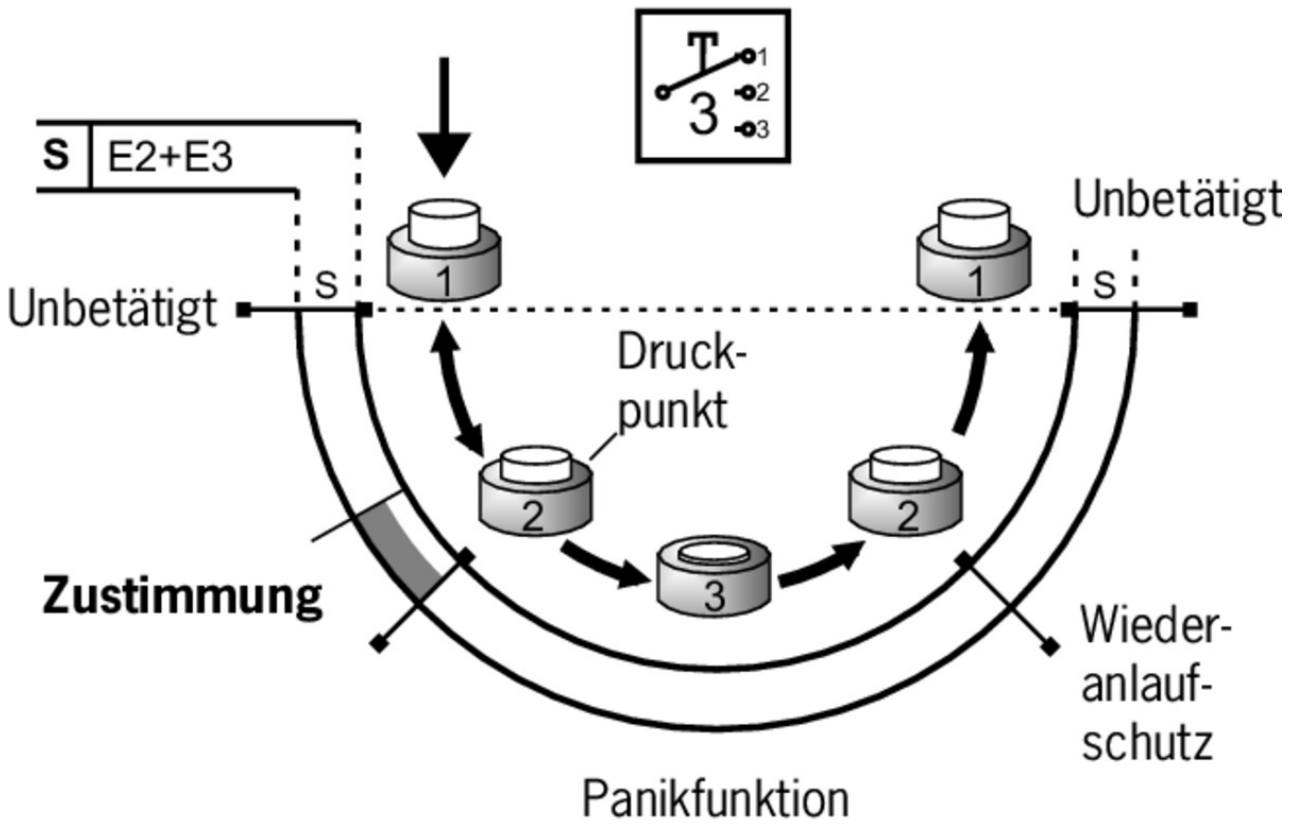 1
2
3
3
S E2+E3
Unbetätigt
S
S
Unbetätigt
1
1
Druck-
punkt
2
2
3
Zustimmung
Wieder-
anlauf-
schutz
Panikfunktion